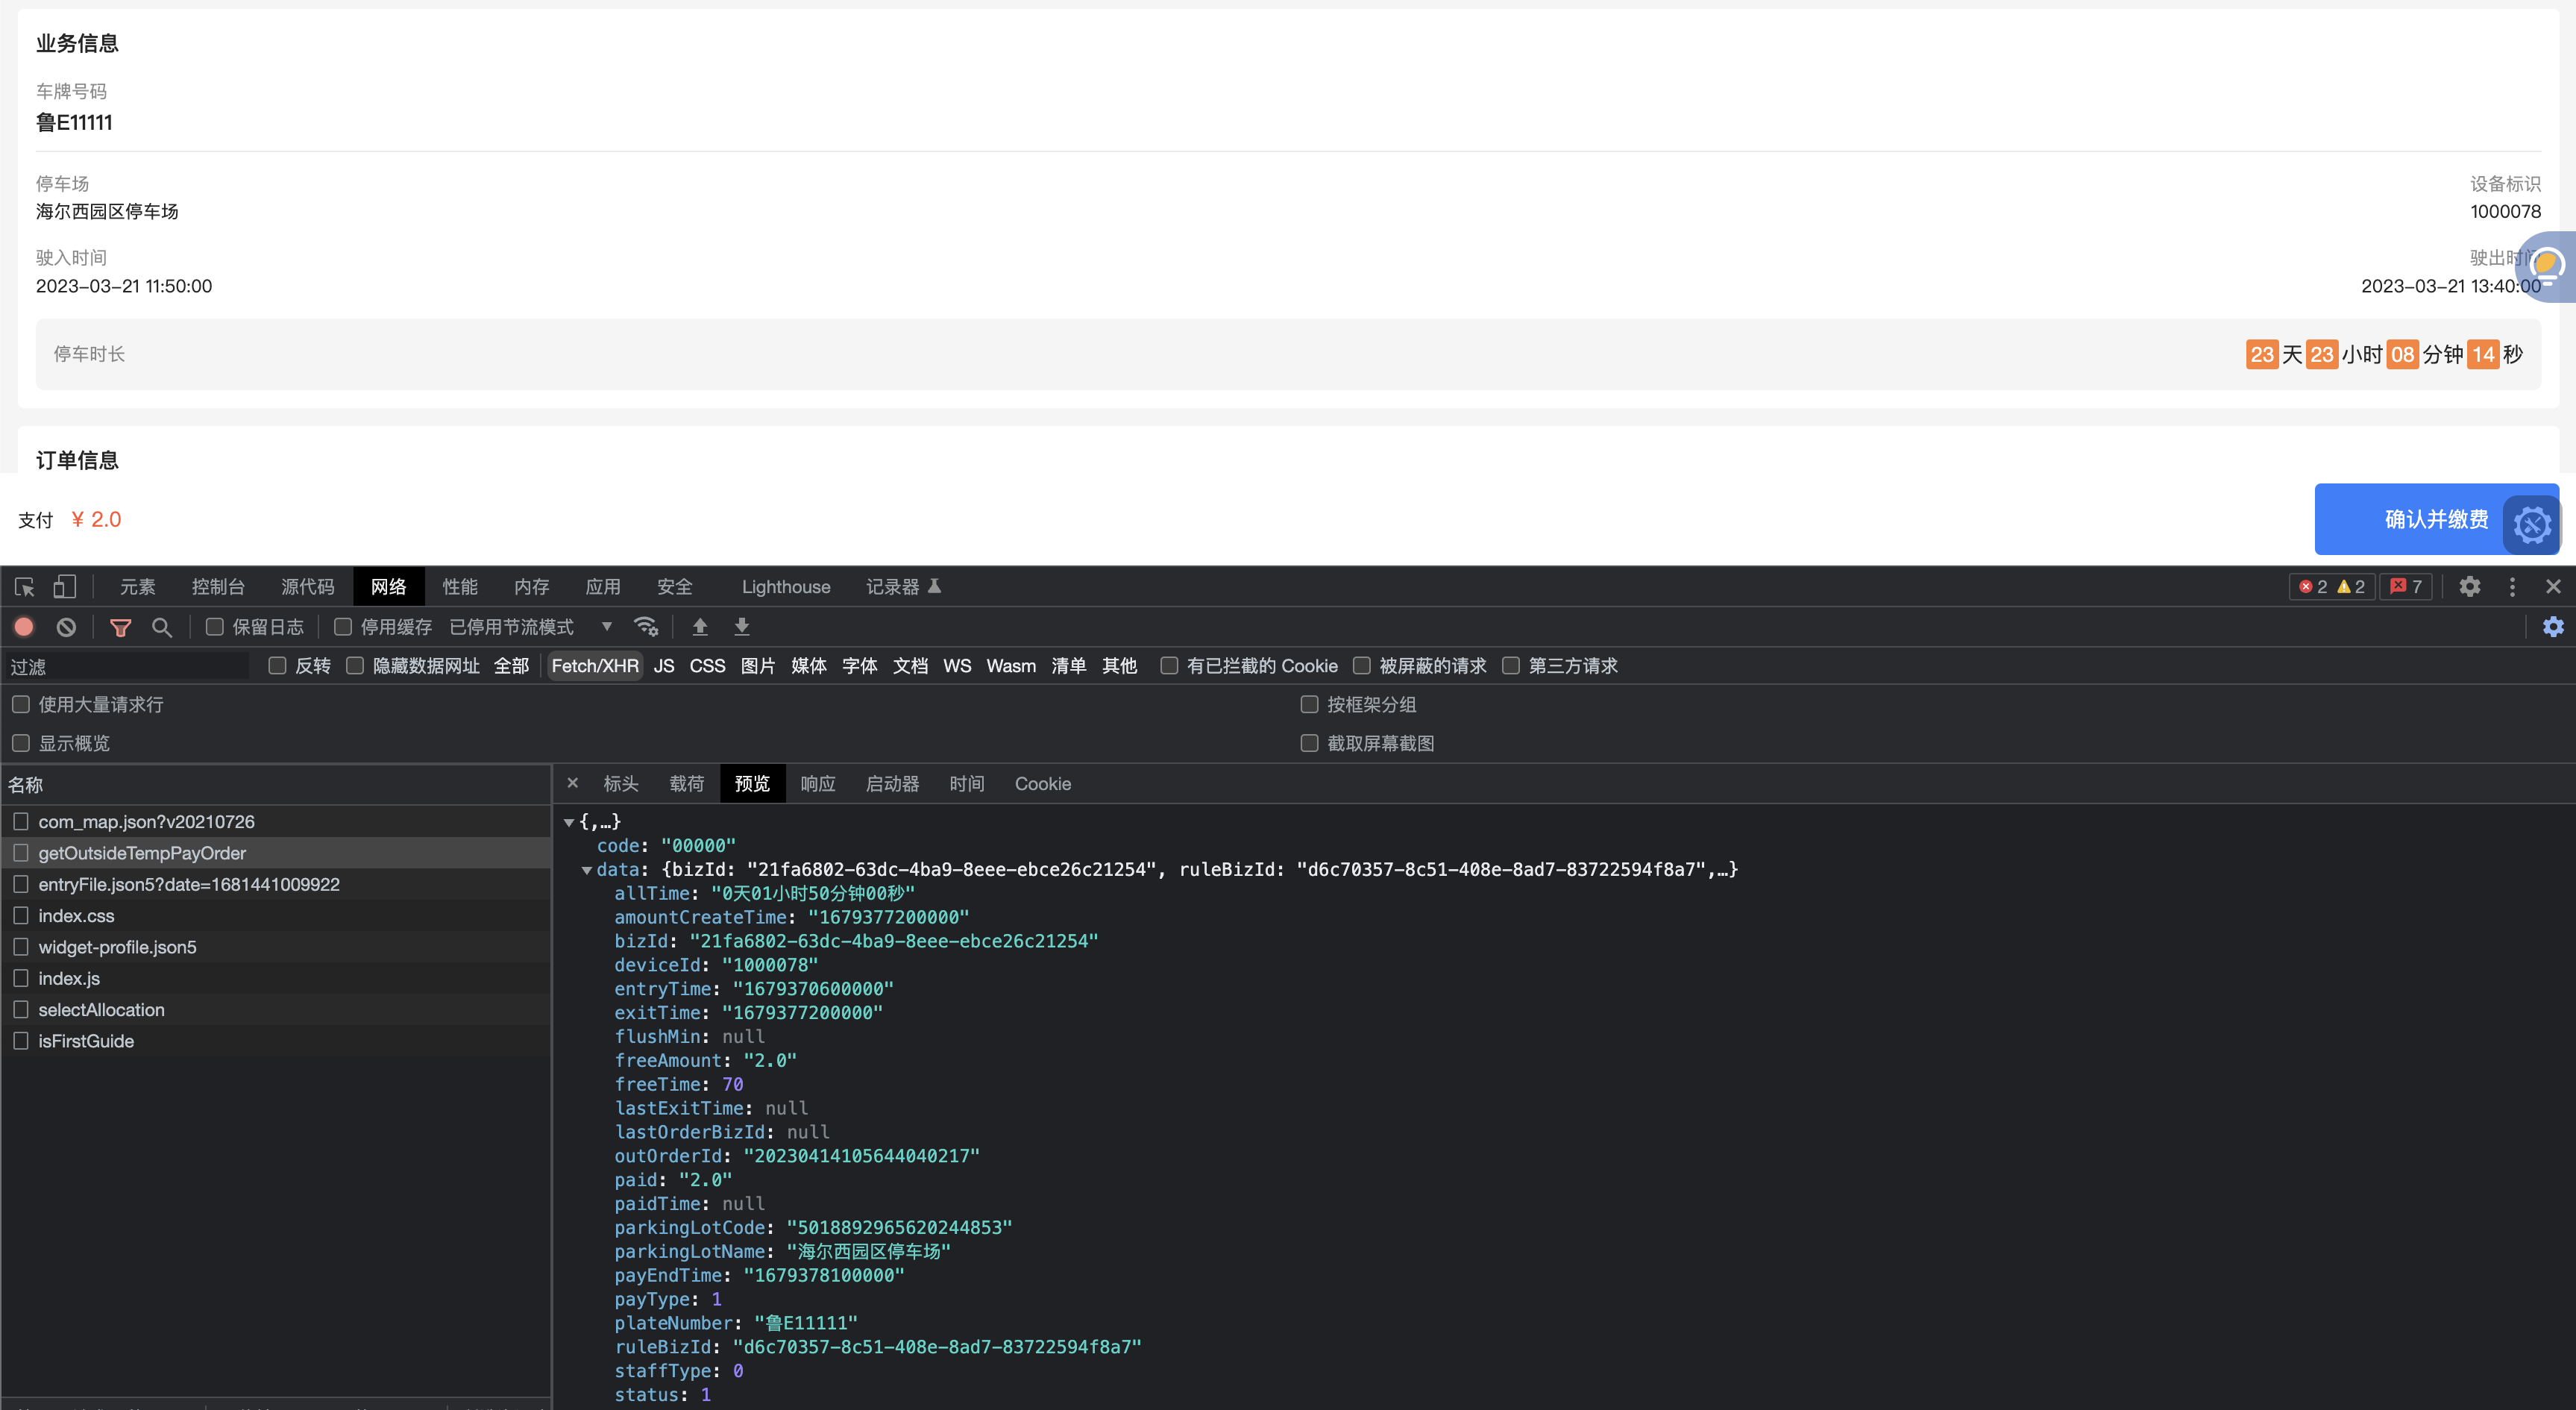 业务信息
车牌号码
鲁E11111
停车场
设备标识
海尔西园区停车场
1000078
驶入时间
驶出时间
2023-03-21 11:50:00
2023-03-21 13:40:00
停车时长
23 天 23 小时 08 分钟 14 秒
订单信息
支付 ¥ 2.0
确认并缴费
元素 控制台 源代码 网络 性能 内存 应用 安全 Lighthouse 记录器
2 2 7
保留日志 停用缓存 已停用节流模式
过滤 反转 隐藏数据网址 全部 Fetch/XHR JS CSS 图片 媒体 字体 文档 WS Wasm 清单 其他 有已拦截的 Cookie 被屏蔽的请求 第三方请求
使用大量请求行 按框架分组
显示概览 截取屏幕截图
名称
com_map.json?v20210726
getOutsideTempPayOrder
entryFile.json5?date=1681441009922
index.css
widget-profile.json5
index.js
selectAllocation
isFirstGuide
× 标头 载荷 预览 响应 启动器 时间 Cookie
{,…}
code: "00000"
data: {bizId: "21fa6802-63dc-4ba9-8eee-ebce26c21254", ruleBizId: "d6c70357-8c51-408e-8ad7-83722594f8a7",…}
allTime: "0天01小时50分钟00秒"
amountCreateTime: "1679377200000"
bizId: "21fa6802-63dc-4ba9-8eee-ebce26c21254"
deviceId: "1000078"
entryTime: "1679370600000"
exitTime: "1679377200000"
flushMin: null
freeAmount: "2.0"
freeTime: 70
lastExitTime: null
lastOrderBizId: null
outOrderId: "20230414105644040217"
paid: "2.0"
paidTime: null
parkingLotCode: "5018892965620244853"
parkingLotName: "海尔西园区停车场"
payEndTime: "1679378100000"
payType: 1
plateNumber: "鲁E11111"
ruleBizId: "d6c70357-8c51-408e-8ad7-83722594f8a7"
staffType: 0
status: 1